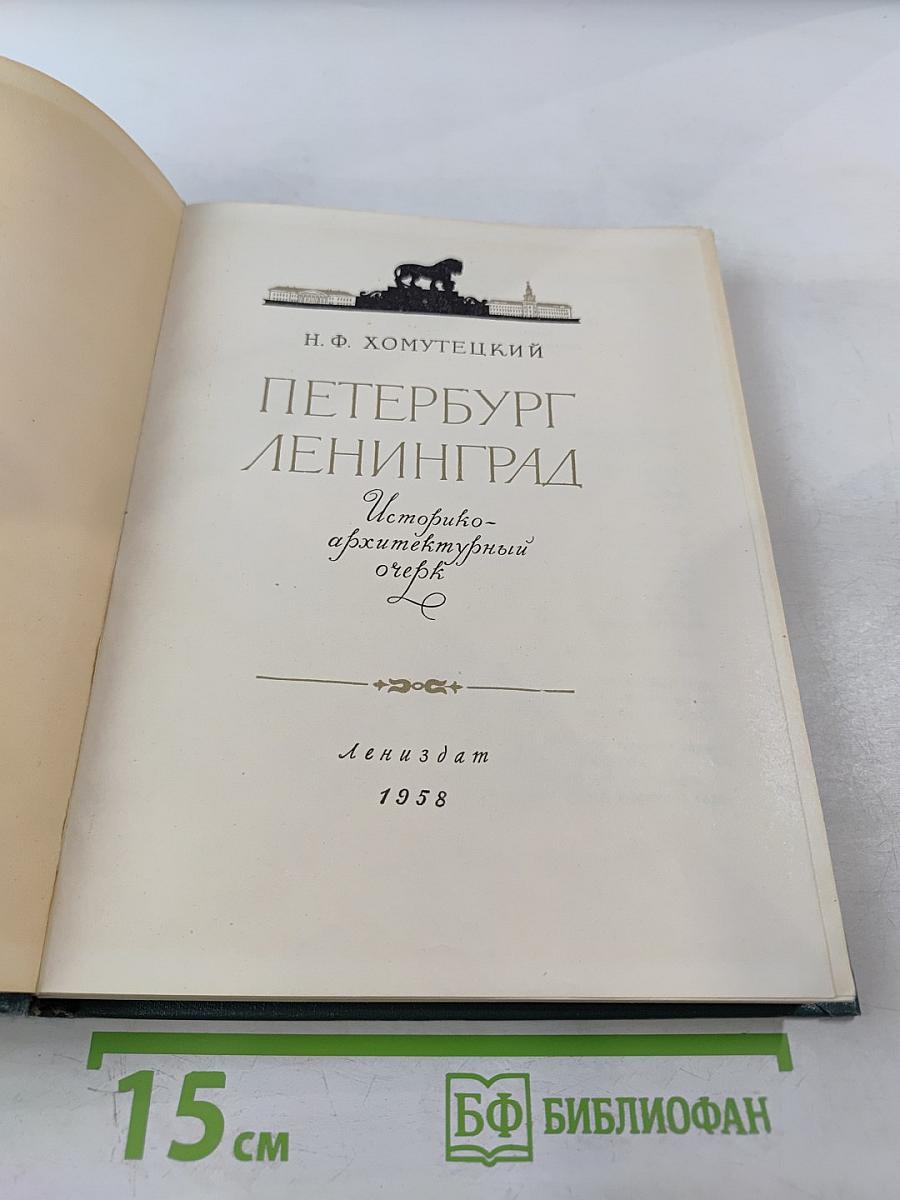 Н. Ф. ХОМУТЕЦКИЙ
ПЕТЕРБУРГ
ЛЕНИНГРАД
Историко-
архитектурный
очерк
Лениздат
1958
15 см
БФ БИБЛИОФАН